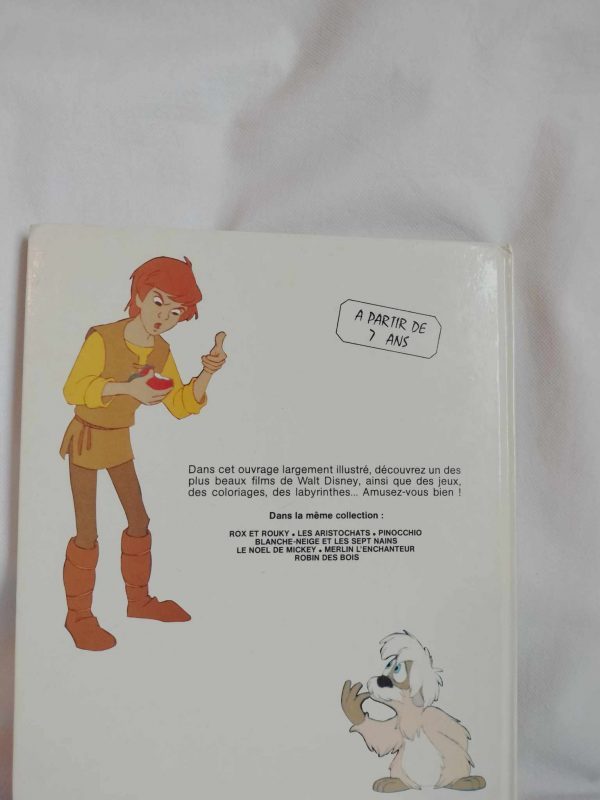 A PARTIR DE
7 ANS
Dans cet ouvrage largement illustré, découvrez un des
plus beaux films de Walt Disney, ainsi que des jeux,
des coloriages, des labyrinthes... Amusez-vous bien !
Dans la même collection :
ROX ET ROUKY • LES ARISTOCHATS • PINOCCHIO
BLANCHE-NEIGE ET LES SEPT NAINS
LE NOEL DE MICKEY • MERLIN L'ENCHANTEUR
ROBIN DES BOIS